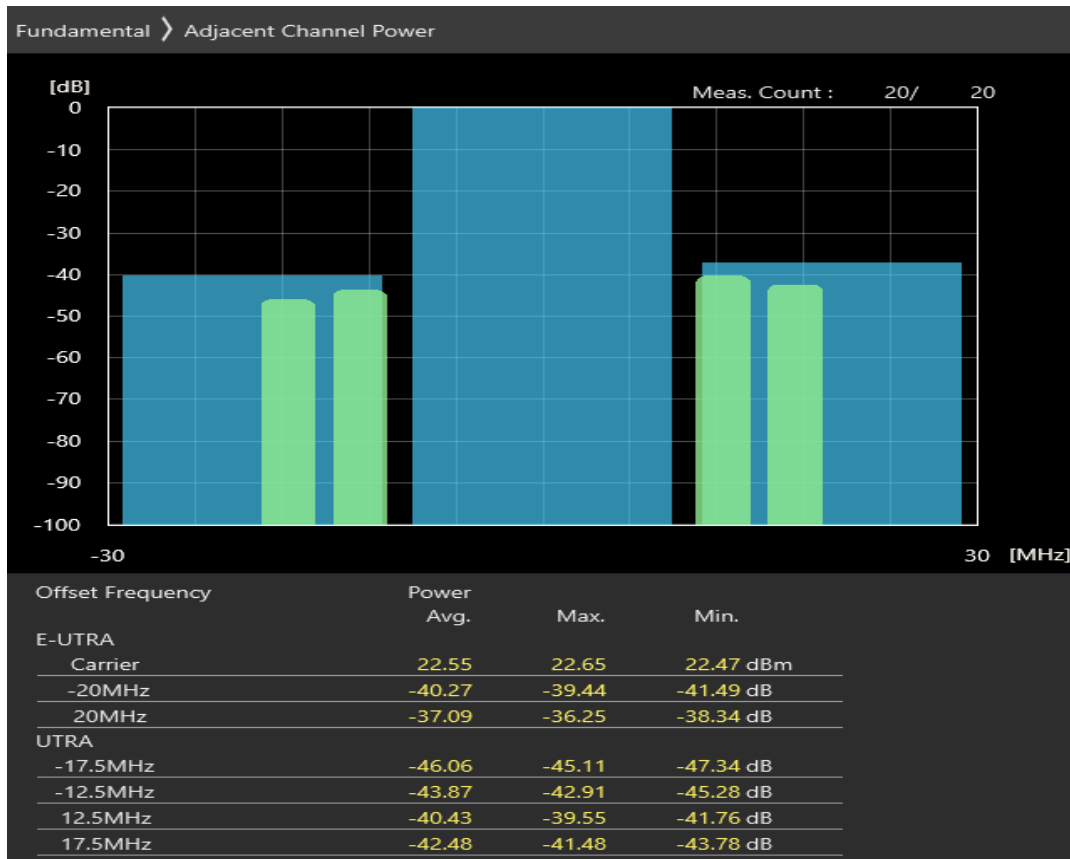 Fundamental ❯ Adjacent Channel Power
[dB]
Meas. Count : 20/ 20
0
-10
-20
-30
-40
-50
-60
-70
-80
-90
-100
-30 30 [MHz]
Offset Frequency Power
Avg. Max. Min.
E-UTRA
Carrier 22.55 22.65 22.47 dBm
-20MHz -40.27 -39.44 -41.49 dB
20MHz -37.09 -36.25 -38.34 dB
UTRA
-17.5MHz -46.06 -45.11 -47.34 dB
-12.5MHz -43.87 -42.91 -45.28 dB
12.5MHz -40.43 -39.55 -41.76 dB
17.5MHz -42.48 -41.48 -43.78 dB